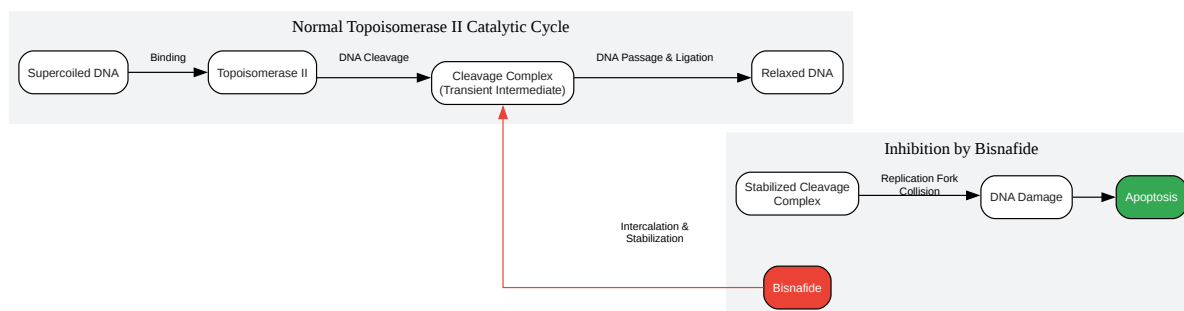 Normal Topoisomerase II Catalytic Cycle
Supercoiled DNA
Binding
Topoisomerase II
DNA Cleavage
Cleavage Complex
(Transient Intermediate)
DNA Passage & Ligation
Relaxed DNA
Inhibition by Bisnafide
Stabilized Cleavage
Complex
Replication Fork
Collision
DNA Damage
Apoptosis
Intercalation &
Stabilization
Bisnafide